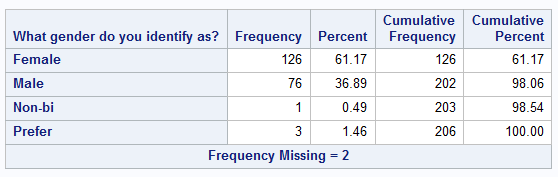 What gender do you identify as? Frequency Percent Cumulative Frequency Cumulative Percent
Female 126 61.17 126 61.17
Male 76 36.89 202 98.06
Non-bi 1 0.49 203 98.54
Prefer 3 1.46 206 100.00
Frequency Missing = 2